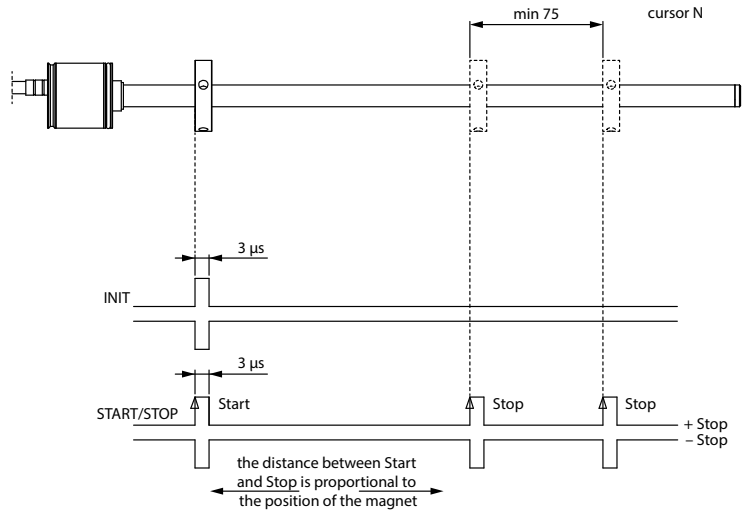 min 75
cursor N
3 µs
INIT
3 µs
START/STOP
Start
Stop
Stop
+ Stop
– Stop
the distance between Start
and Stop is proportional to
the position of the magnet